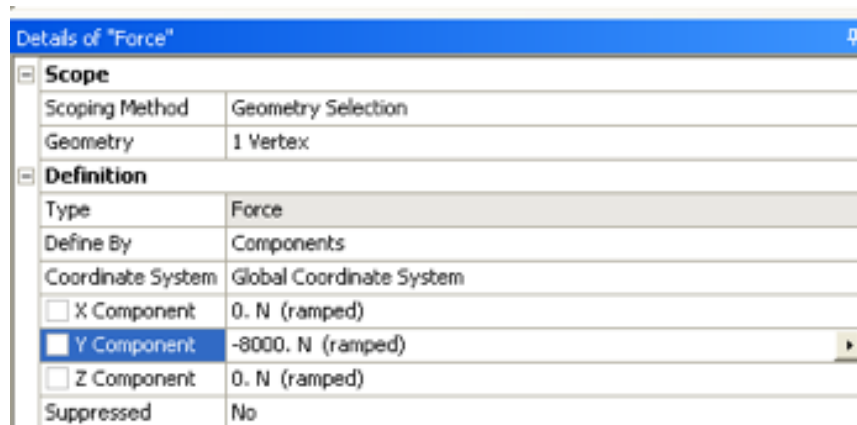 Details of "Force"
Scope
Scoping Method Geometry Selection
Geometry 1 Vertex
Definition
Type Force
Define By Components
Coordinate System Global Coordinate System
X Component 0. N (ramped)
Y Component -8000. N (ramped)
Z Component 0. N (ramped)
Suppressed No